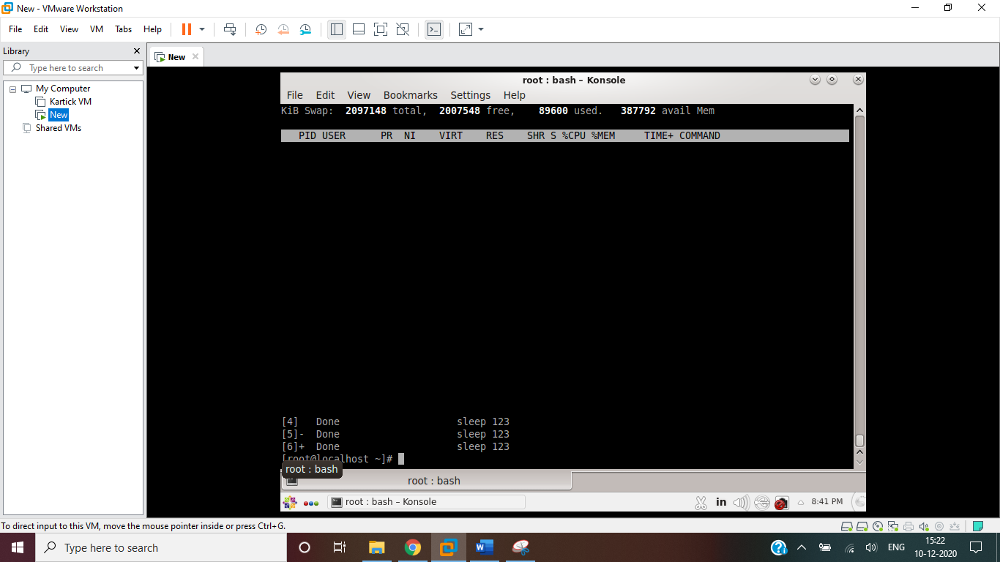 New - VMware Workstation
File Edit View VM Tabs Help
Library
Type here to search
My Computer
Kartick VM
New
Shared VMs
New
root : bash – Konsole
File Edit View Bookmarks Settings Help
KiB Swap: 2097148 total, 2007548 free, 89600 used. 387792 avail Mem
PID USER PR NI VIRT RES SHR S %CPU %MEM TIME+ COMMAND
[4] Done sleep 123
[5]- Done sleep 123
[6]+ Done sleep 123
[root@localhost ~]#
root : bash
root : bash
root : bash – Konsole
in
8:41 PM
To direct input to this VM, move the mouse pointer inside or press Ctrl+G.
Type here to search
ENG
15:22
10-12-2020